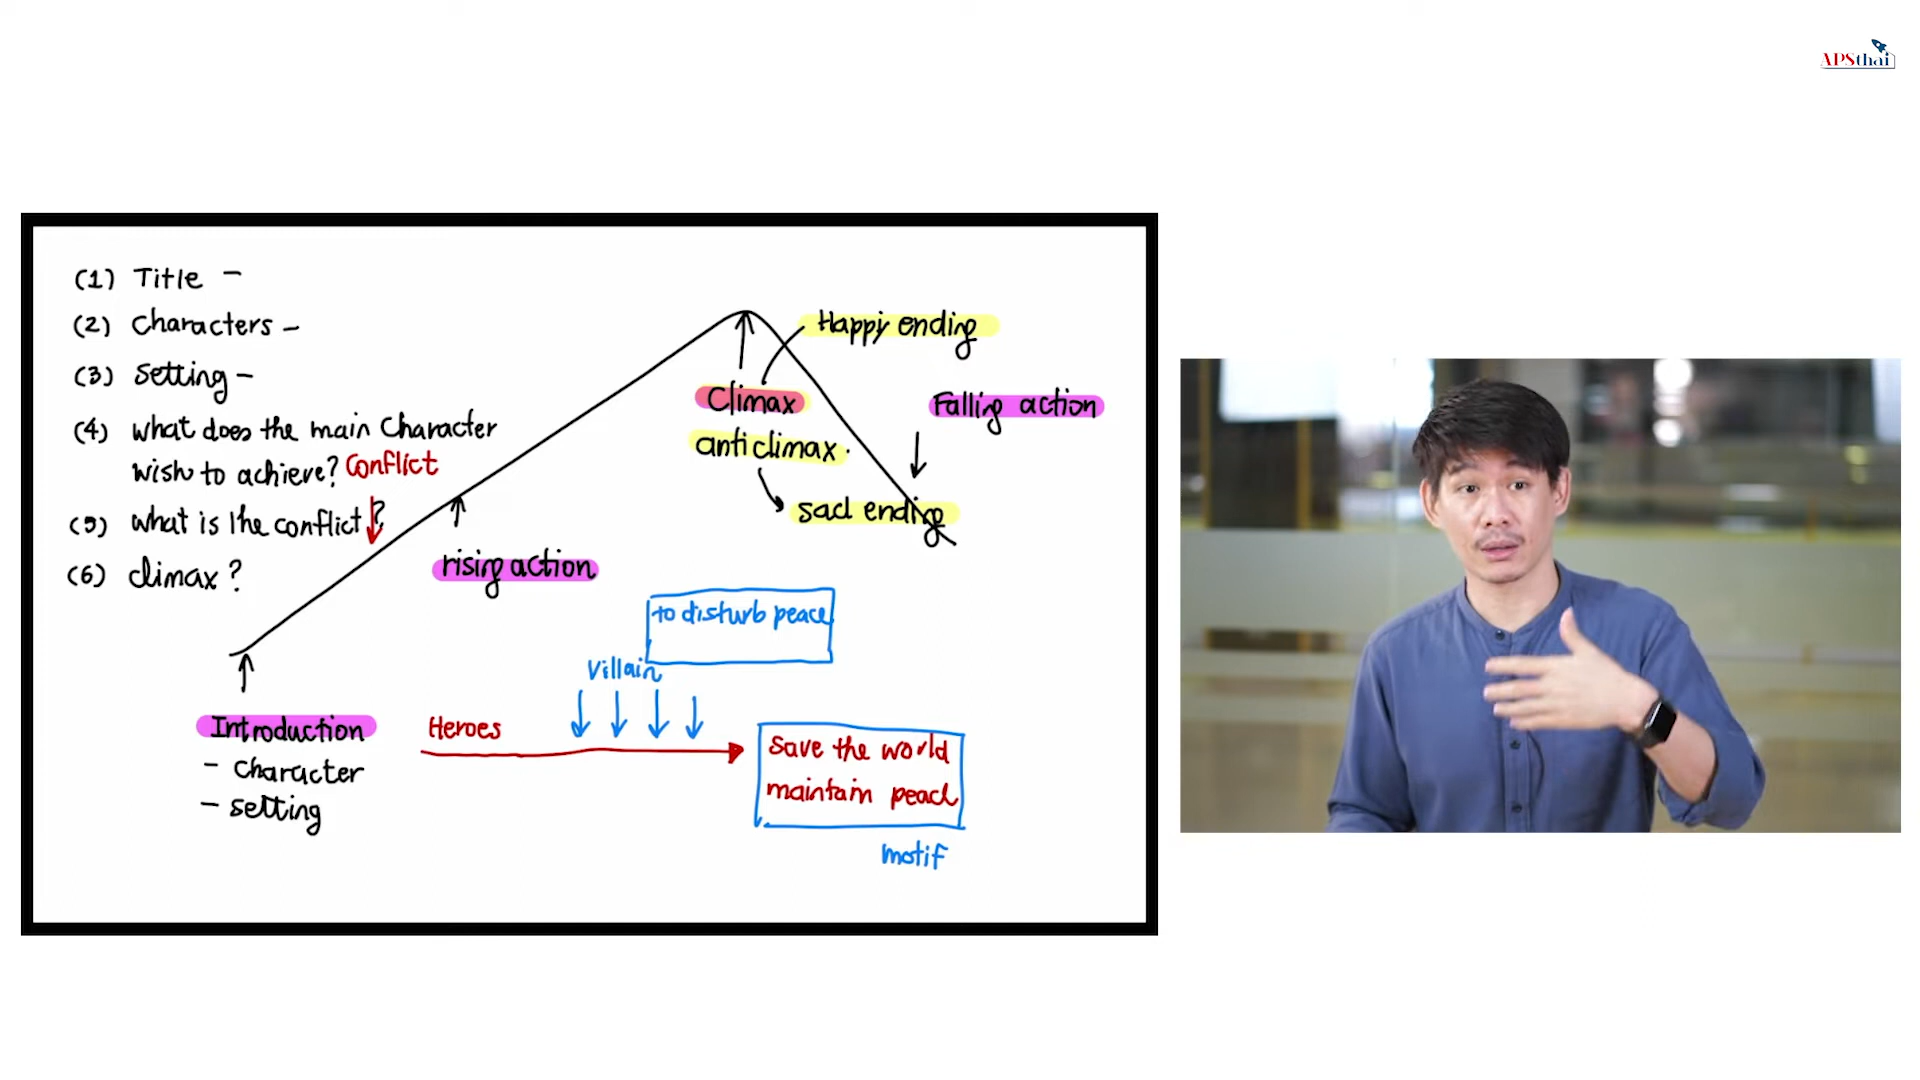 APSthai
(1) Title -
(2) Characters -
(3) Setting -
(4) what does the main Character
wish to achieve?
Conflict
(5) what is the conflict?
(6) climax?
Happy ending
Climax
anticlimax.
Falling action
sad ending
rising action
to disturb peace
Villain
Introduction
- Character
- setting
Heroes
Save the world
maintain peace
motif